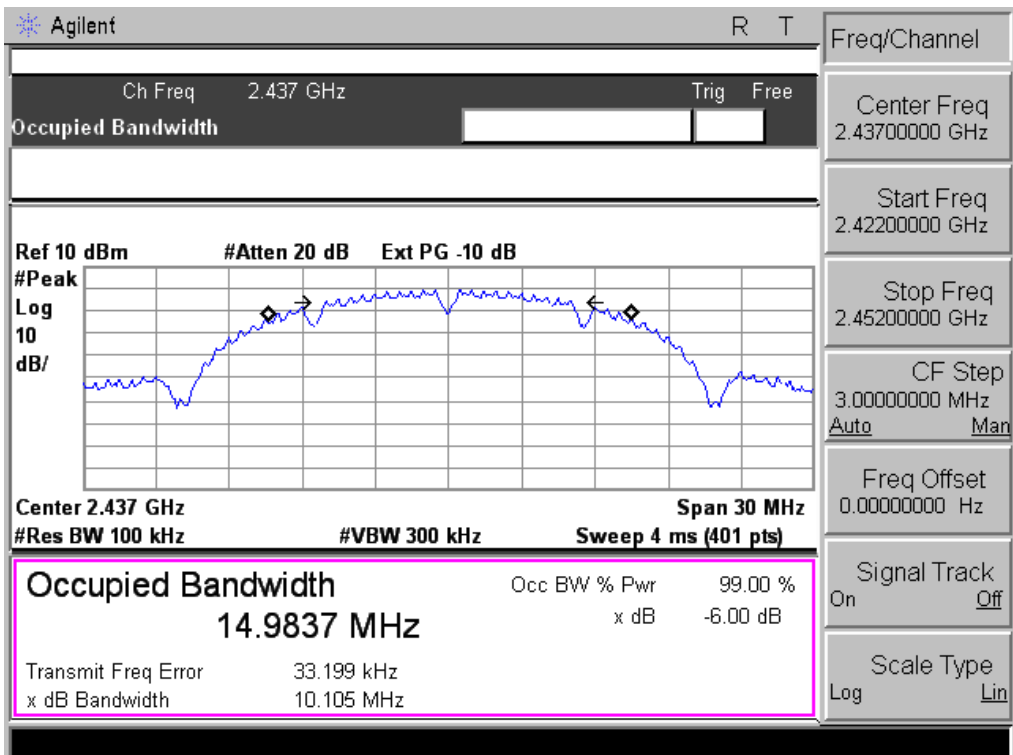 Agilent R T
Ch Freq 2.437 GHz Trig Free
Occupied Bandwidth
Ref 10 dBm #Atten 20 dB Ext PG -10 dB
#Peak
Log
10
dB/
Center 2.437 GHz Span 30 MHz
#Res BW 100 kHz #VBW 300 kHz Sweep 4 ms (401 pts)
Occupied Bandwidth Occ BW % Pwr 99.00 %
14.9837 MHz x dB -6.00 dB
Transmit Freq Error 33.199 kHz
x dB Bandwidth 10.105 MHz
Freq/Channel
Center Freq
2.43700000 GHz
Start Freq
2.42200000 GHz
Stop Freq
2.45200000 GHz
CF Step
3.00000000 MHz
Auto Man
Freq Offset
0.00000000 Hz
Signal Track
On Off
Scale Type
Log Lin